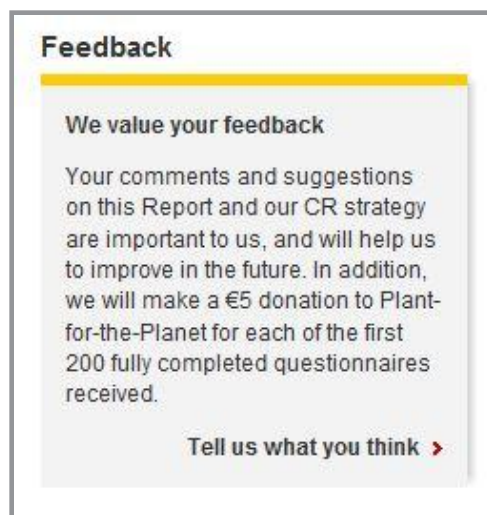 Feedback
We value your feedback
Your comments and suggestions
on this Report and our CR strategy
are important to us, and will help us
to improve in the future. In addition,
we will make a €5 donation to Plant-
for-the-Planet for each of the first
200 fully completed questionnaires
received.
Tell us what you think >